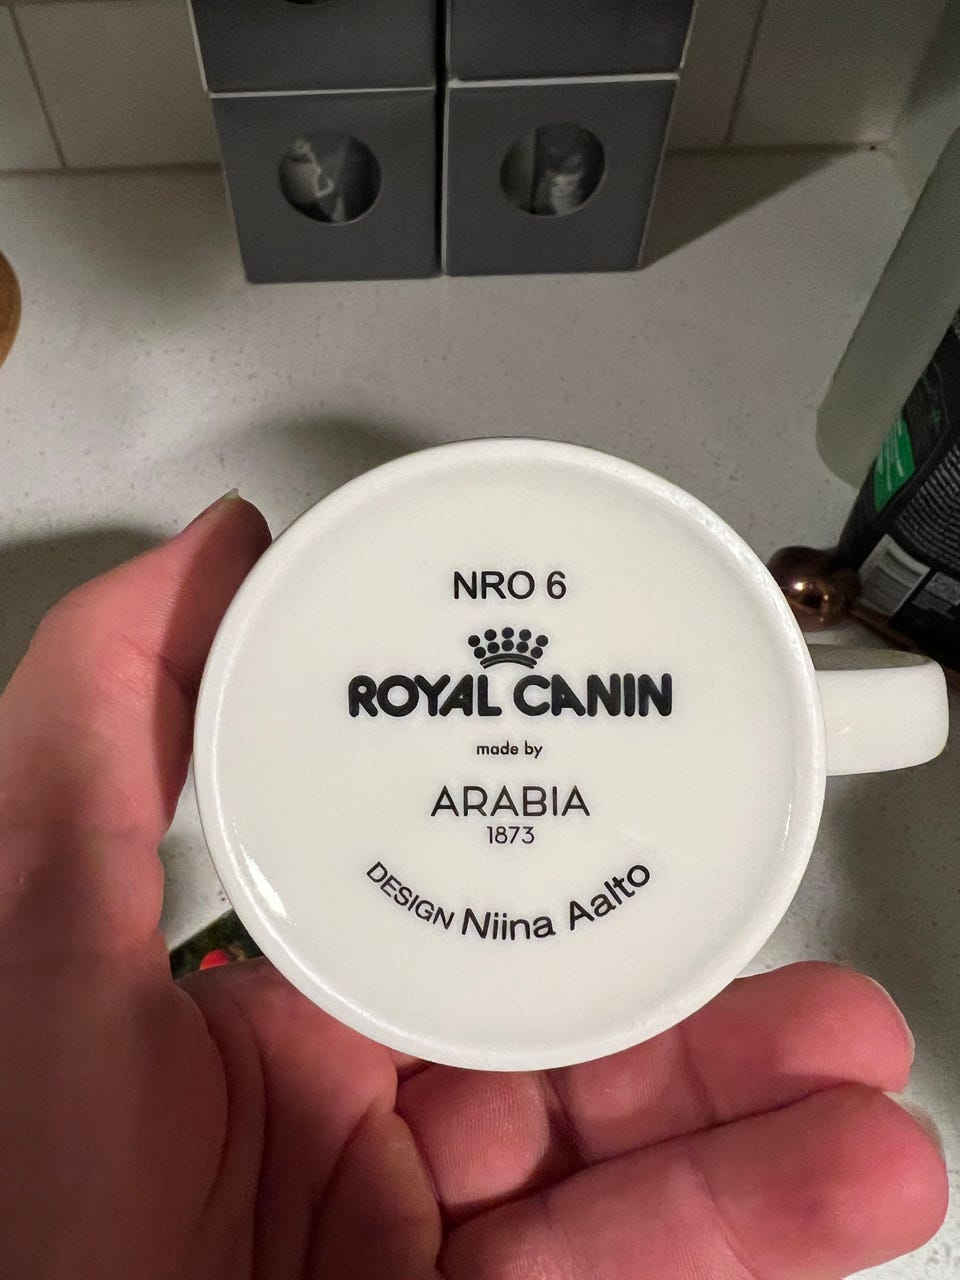 NRO 6
ROYAL CANIN
made by
ARABIA
1873
DESIGN Niina Aalto